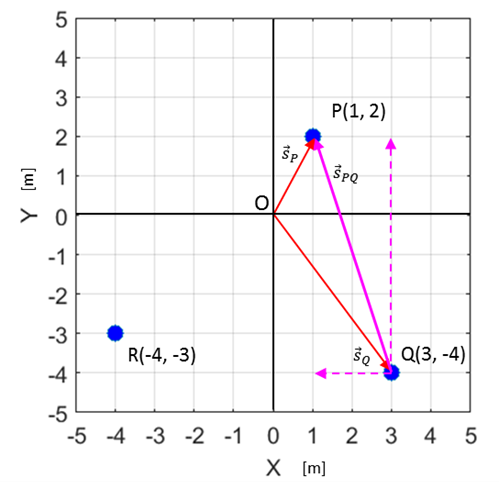 5
4
3
2
1
0
-1
-2
-3
-4
-5
Y [m]
P(1, 2)
s⃗P
s⃗PQ
O
R(-4, -3)
s⃗Q
Q(3, -4)
-5 -4 -3 -2 -1 0 1 2 3 4 5
X [m]